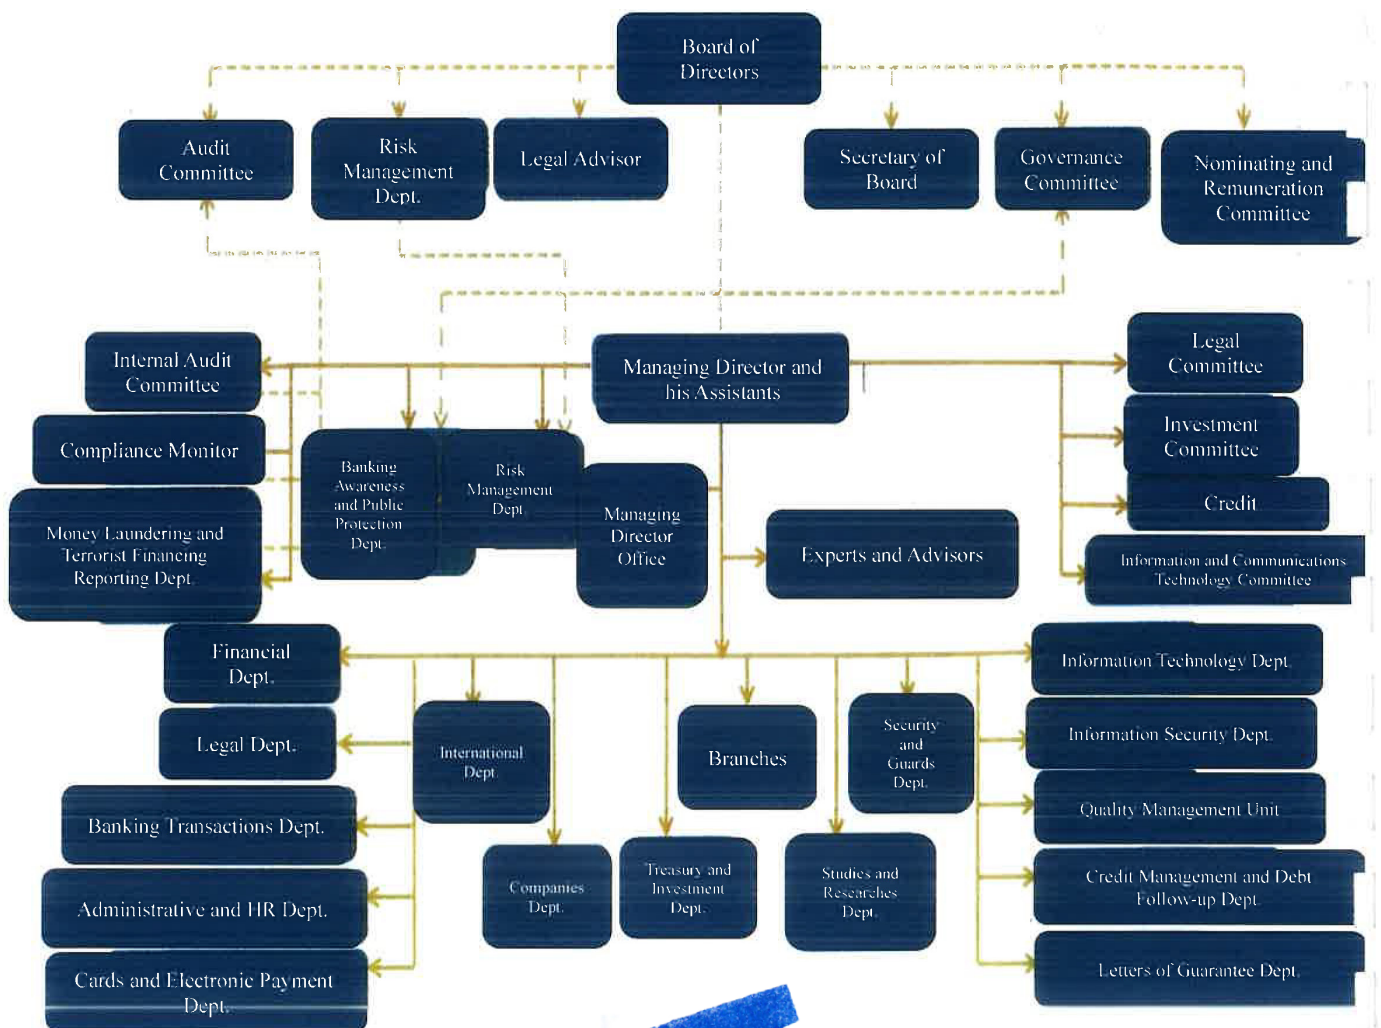 Board of
Directors
Audit
Committee
Risk
Management
Dept.
Legal Advisor
Secretary of
Board
Governance
Committee
Nominating and
Remuneration
Committee
Internal Audit
Committee
Managing Director and
his Assistants
Legal
Committee
Compliance Monitor
Investment
Committee
Banking
Awareness
and Public
Protection
Dept.
Risk
Management
Dept.
Credit
Money Laundering and
Terrorist Financing
Reporting Dept.
Managing
Director
Office
Experts and Advisors
Information and Communications
Technology Committee
Financial
Dept.
Information Technology Dept.
Legal Dept.
International
Dept.
Branches
Security
and
Guards
Dept.
Information Security Dept.
Banking Transactions Dept.
Quality Management Unit
Administrative and HR Dept.
Companies
Dept.
Treasury and
Investment
Dept.
Studies and
Researches
Dept.
Credit Management and Debt
Follow-up Dept.
Cards and Electronic Payment
Dept.
Letters of Guarantee Dept.